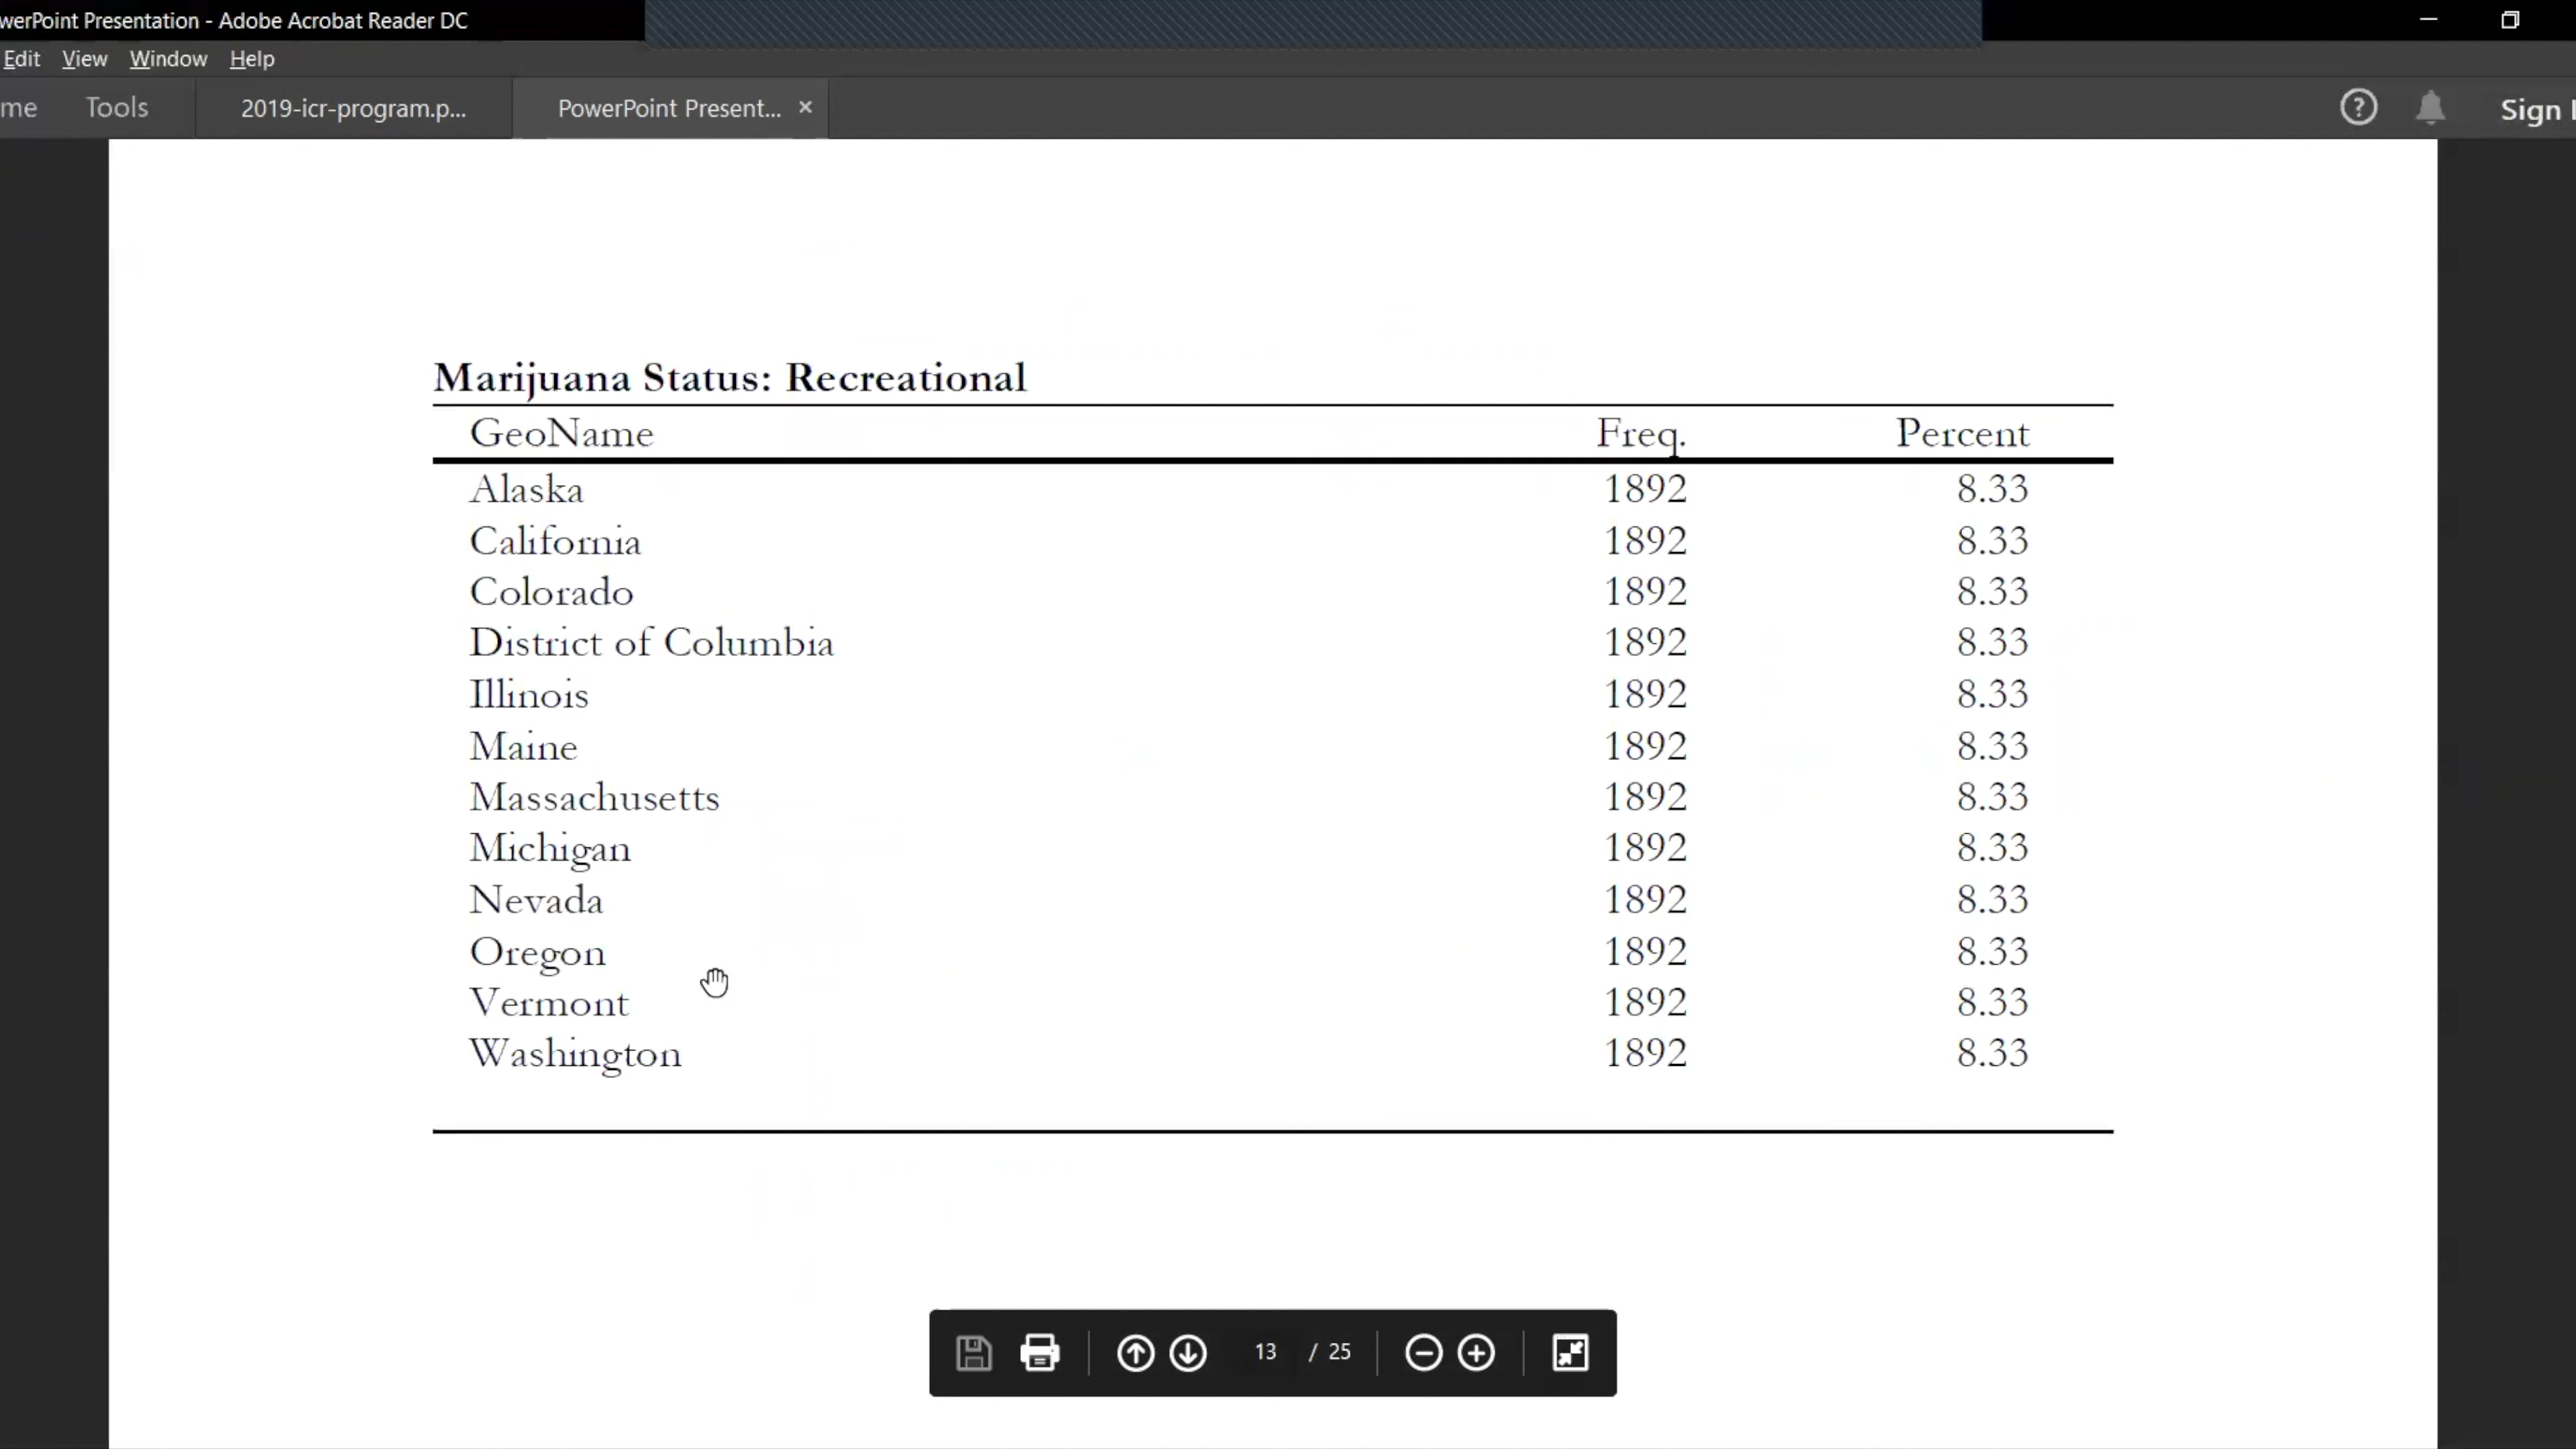 werPoint Presentation - Adobe Acrobat Reader DC
Edit View Window Help
me Tools 2019-icr-program.p... PowerPoint Present... × ? Sign I
Marijuana Status: Recreational
GeoName Freq. Percent
Alaska 1892 8.33
California 1892 8.33
Colorado 1892 8.33
District of Columbia 1892 8.33
Illinois 1892 8.33
Maine 1892 8.33
Massachusetts 1892 8.33
Michigan 1892 8.33
Nevada 1892 8.33
Oregon 1892 8.33
Vermont 1892 8.33
Washington 1892 8.33
13 / 25